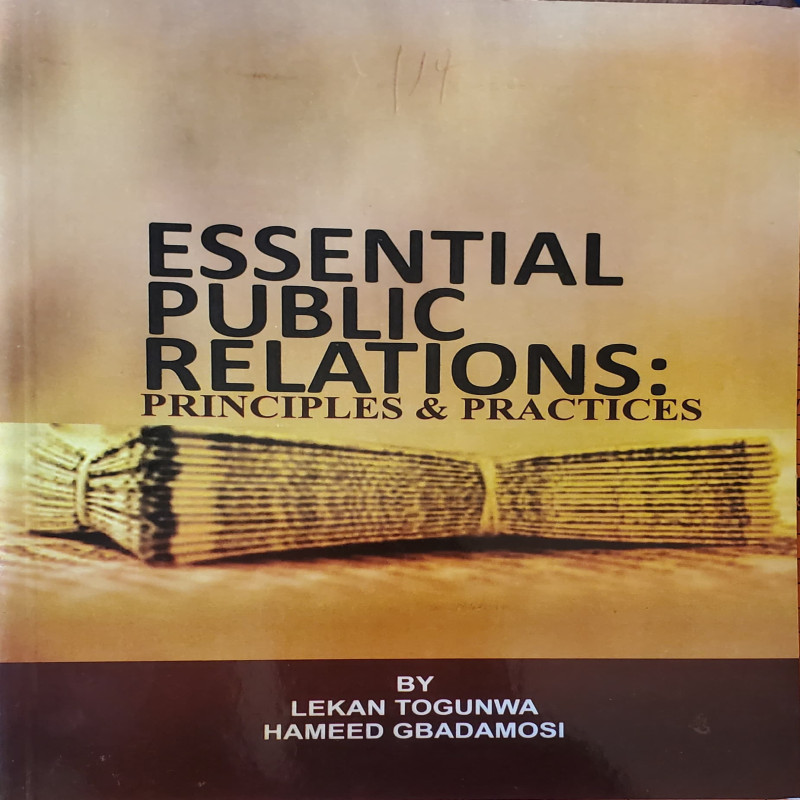 ESSENTIAL
PUBLIC
RELATIONS:
PRINCIPLES & PRACTICES
BY
LEKAN TOGUNWA
HAMEED GBADAMOSI